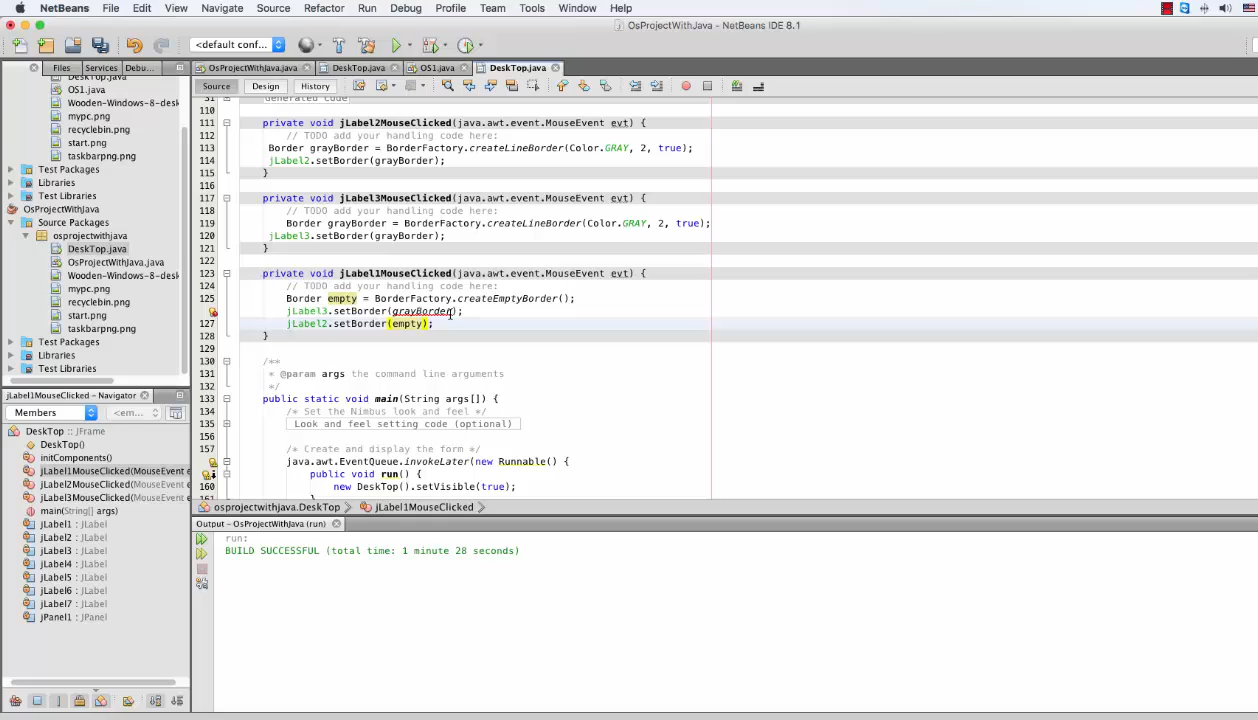 NetBeans File Edit View Navigate Source Refactor Run Debug Profile Team Tools Window Help
OsProjectWithJava - NetBeans IDE 8.1
<default conf...
Files Services Debu...
OsProjectWithJava.java DeskTop.java OS1.java DeskTop.java
Source Design History
DeskTop.java
OS1.java
Wooden-Windows-8-desk
mypc.png
recyclebin.png
start.png
taskbarpng.png
Test Packages
Libraries
Test Libraries
OsProjectWithJava
Source Packages
osprojectwithjava
DeskTop.java
OsProjectWithJava.java
Wooden-Windows-8-desk
mypc.png
recyclebin.png
start.png
taskbarpng.png
Test Packages
Libraries
Test Libraries
jLabel1MouseClicked - Navigator
Members <em...
DeskTop :: JFrame
DeskTop()
initComponents()
jLabel1MouseClicked(MouseEvent e
jLabel2MouseClicked(MouseEvent e
jLabel3MouseClicked(MouseEvent e
main(String[] args)
jLabel1 : JLabel
jLabel2 : JLabel
jLabel3 : JLabel
jLabel4 : JLabel
jLabel5 : JLabel
jLabel6 : JLabel
jLabel7 : JLabel
jPanel1 : JPanel
51 Generated code
110
111 private void jLabel2MouseClicked(java.awt.event.MouseEvent evt) {
112 // TODO add your handling code here:
113 Border grayBorder = BorderFactory.createLineBorder(Color.GRAY, 2, true);
114 jLabel2.setBorder(grayBorder);
115 }
116
117 private void jLabel3MouseClicked(java.awt.event.MouseEvent evt) {
118 // TODO add your handling code here:
119 Border grayBorder = BorderFactory.createLineBorder(Color.GRAY, 2, true);
120 jLabel3.setBorder(grayBorder);
121 }
122
123 private void jLabel1MouseClicked(java.awt.event.MouseEvent evt) {
124 // TODO add your handling code here:
125 Border empty = BorderFactory.createEmptyBorder();
jLabel3.setBorder(grayBorder);
127 jLabel2.setBorder(empty);
128 }
129
130 /**
131 * @param args the command line arguments
132 */
133 public static void main(String args[]) {
134 /* Set the Nimbus look and feel */
135 Look and feel setting code (optional)
156
157 /* Create and display the form */
java.awt.EventQueue.invokeLater(new Runnable() {
public void run() {
160 new DeskTop().setVisible(true);
161 }
osprojectwithjava.DeskTop jLabel1MouseClicked
Output - OsProjectWithJava (run)
run:
BUILD SUCCESSFUL (total time: 1 minute 28 seconds)